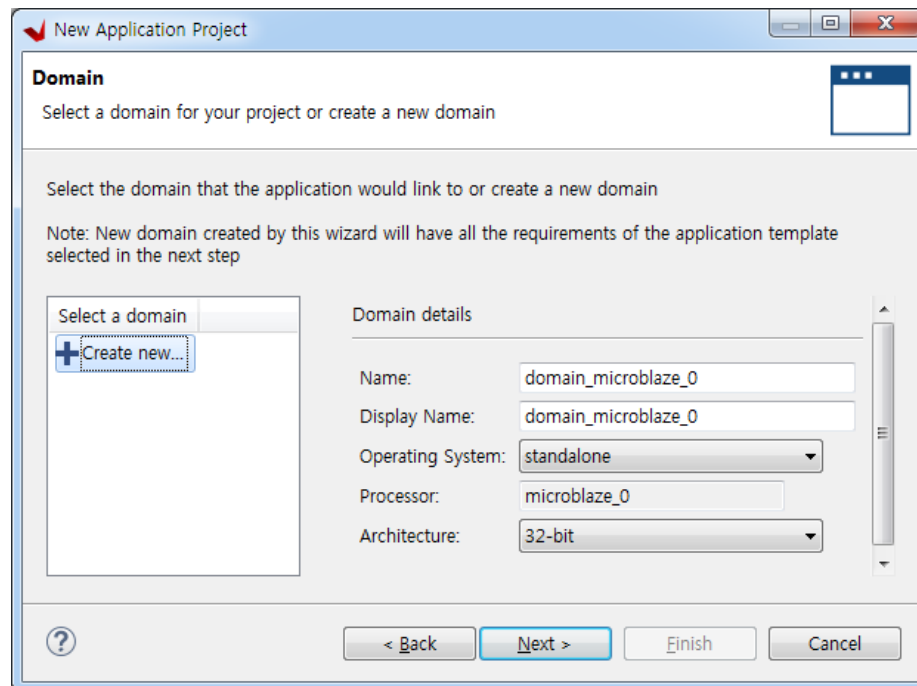 New Application Project
Domain
Select a domain for your project or create a new domain
Select the domain that the application would link to or create a new domain
Note: New domain created by this wizard will have all the requirements of the application template
selected in the next step
Select a domain
Create new...
Domain details
Name: domain_microblaze_0
Display Name: domain_microblaze_0
Operating System: standalone
Processor: microblaze_0
Architecture: 32-bit
< Back Next > Finish Cancel